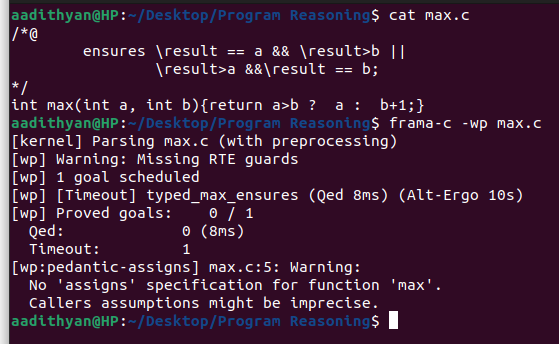 aadithyan@HP:~/Desktop/Program Reasoning$ cat max.c
/*@
        ensures \result == a && \result>b ||
                \result>a &&\result == b;
*/
int max(int a, int b){return a>b ?  a :  b+1;}
aadithyan@HP:~/Desktop/Program Reasoning$ frama-c -wp max.c
[kernel] Parsing max.c (with preprocessing)
[wp] Warning: Missing RTE guards
[wp] 1 goal scheduled
[wp] [Timeout] typed_max_ensures (Qed 8ms) (Alt-Ergo 10s)
[wp] Proved goals:    0 / 1
  Qed:             0 (8ms)
  Timeout:         1
[wp:pedantic-assigns] max.c:5: Warning:
  No 'assigns' specification for function 'max'.
  Callers assumptions might be imprecise.
aadithyan@HP:~/Desktop/Program Reasoning$